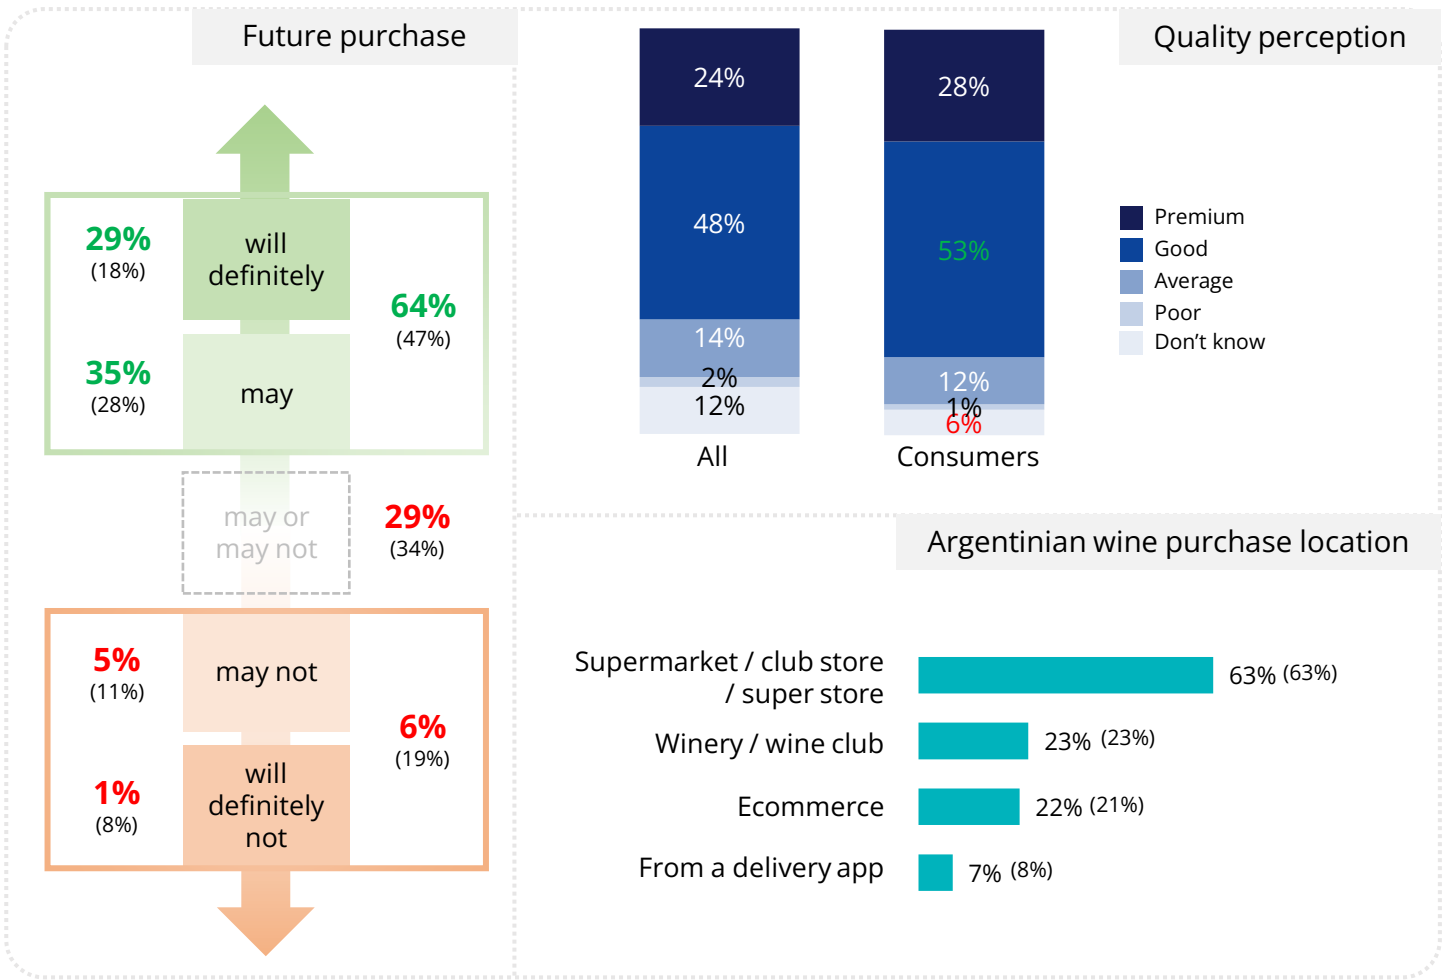 Future purchase
29%
(18%)
will
definitely
64%
(47%)
35%
(28%)
may
may or
may not
29%
(34%)
5%
(11%)
may not
6%
(19%)
1%
(8%)
will
definitely
not
Quality perception
24%
48%
14%
2%
12%
All
28%
53%
12%
1%
6%
Consumers
Premium
Good
Average
Poor
Don't know
Argentinian wine purchase location
Supermarket / club store
/ super store
63% (63%)
Winery / wine club
23% (23%)
Ecommerce
22% (21%)
From a delivery app
7% (8%)